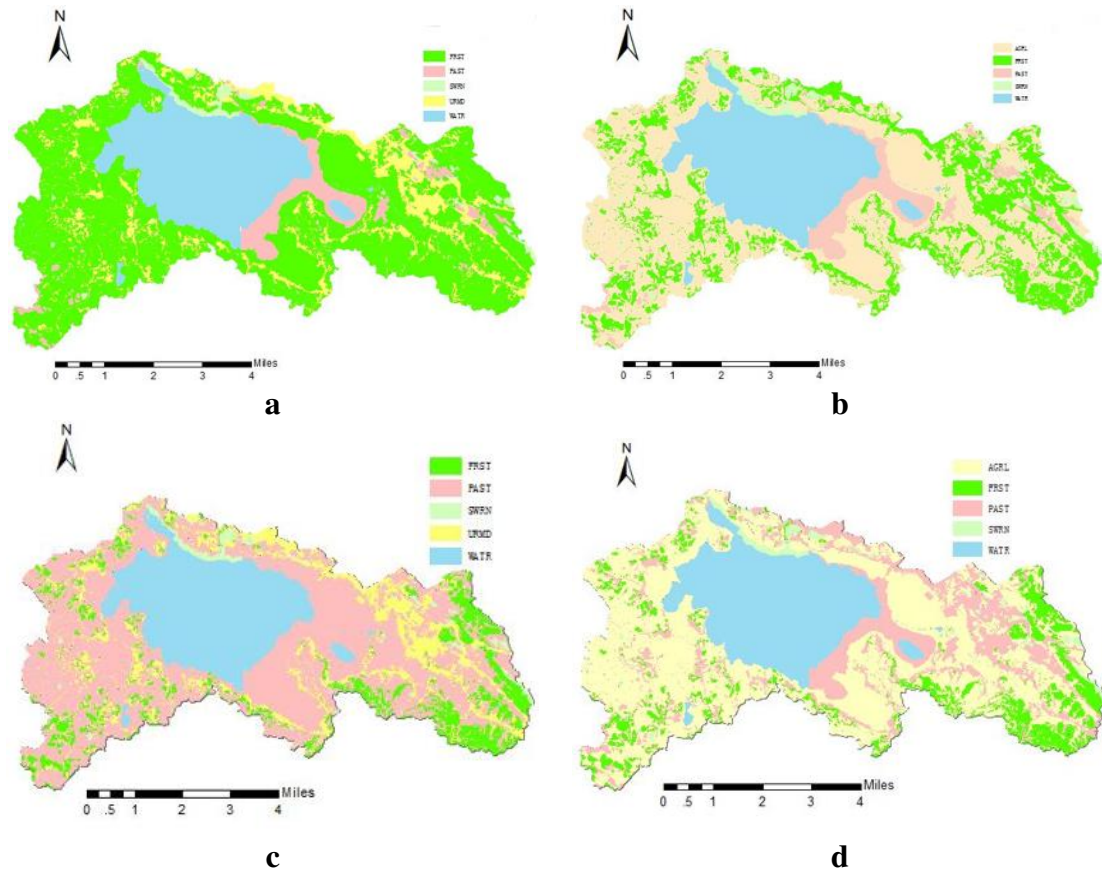 N
FRST
PAST
SWRN
URMD
WATR
0 .5 1 2 3 4 Miles
a
N
AGRL
FRST
PAST
SWRN
WATR
0 .5 1 2 3 4 Miles
b
N
FRST
PAST
SWRN
URMD
WATR
0 .5 1 2 3 4 Miles
c
N
AGRL
FRST
PAST
SWRN
WATR
0 .5 1 2 3 4 Miles
d